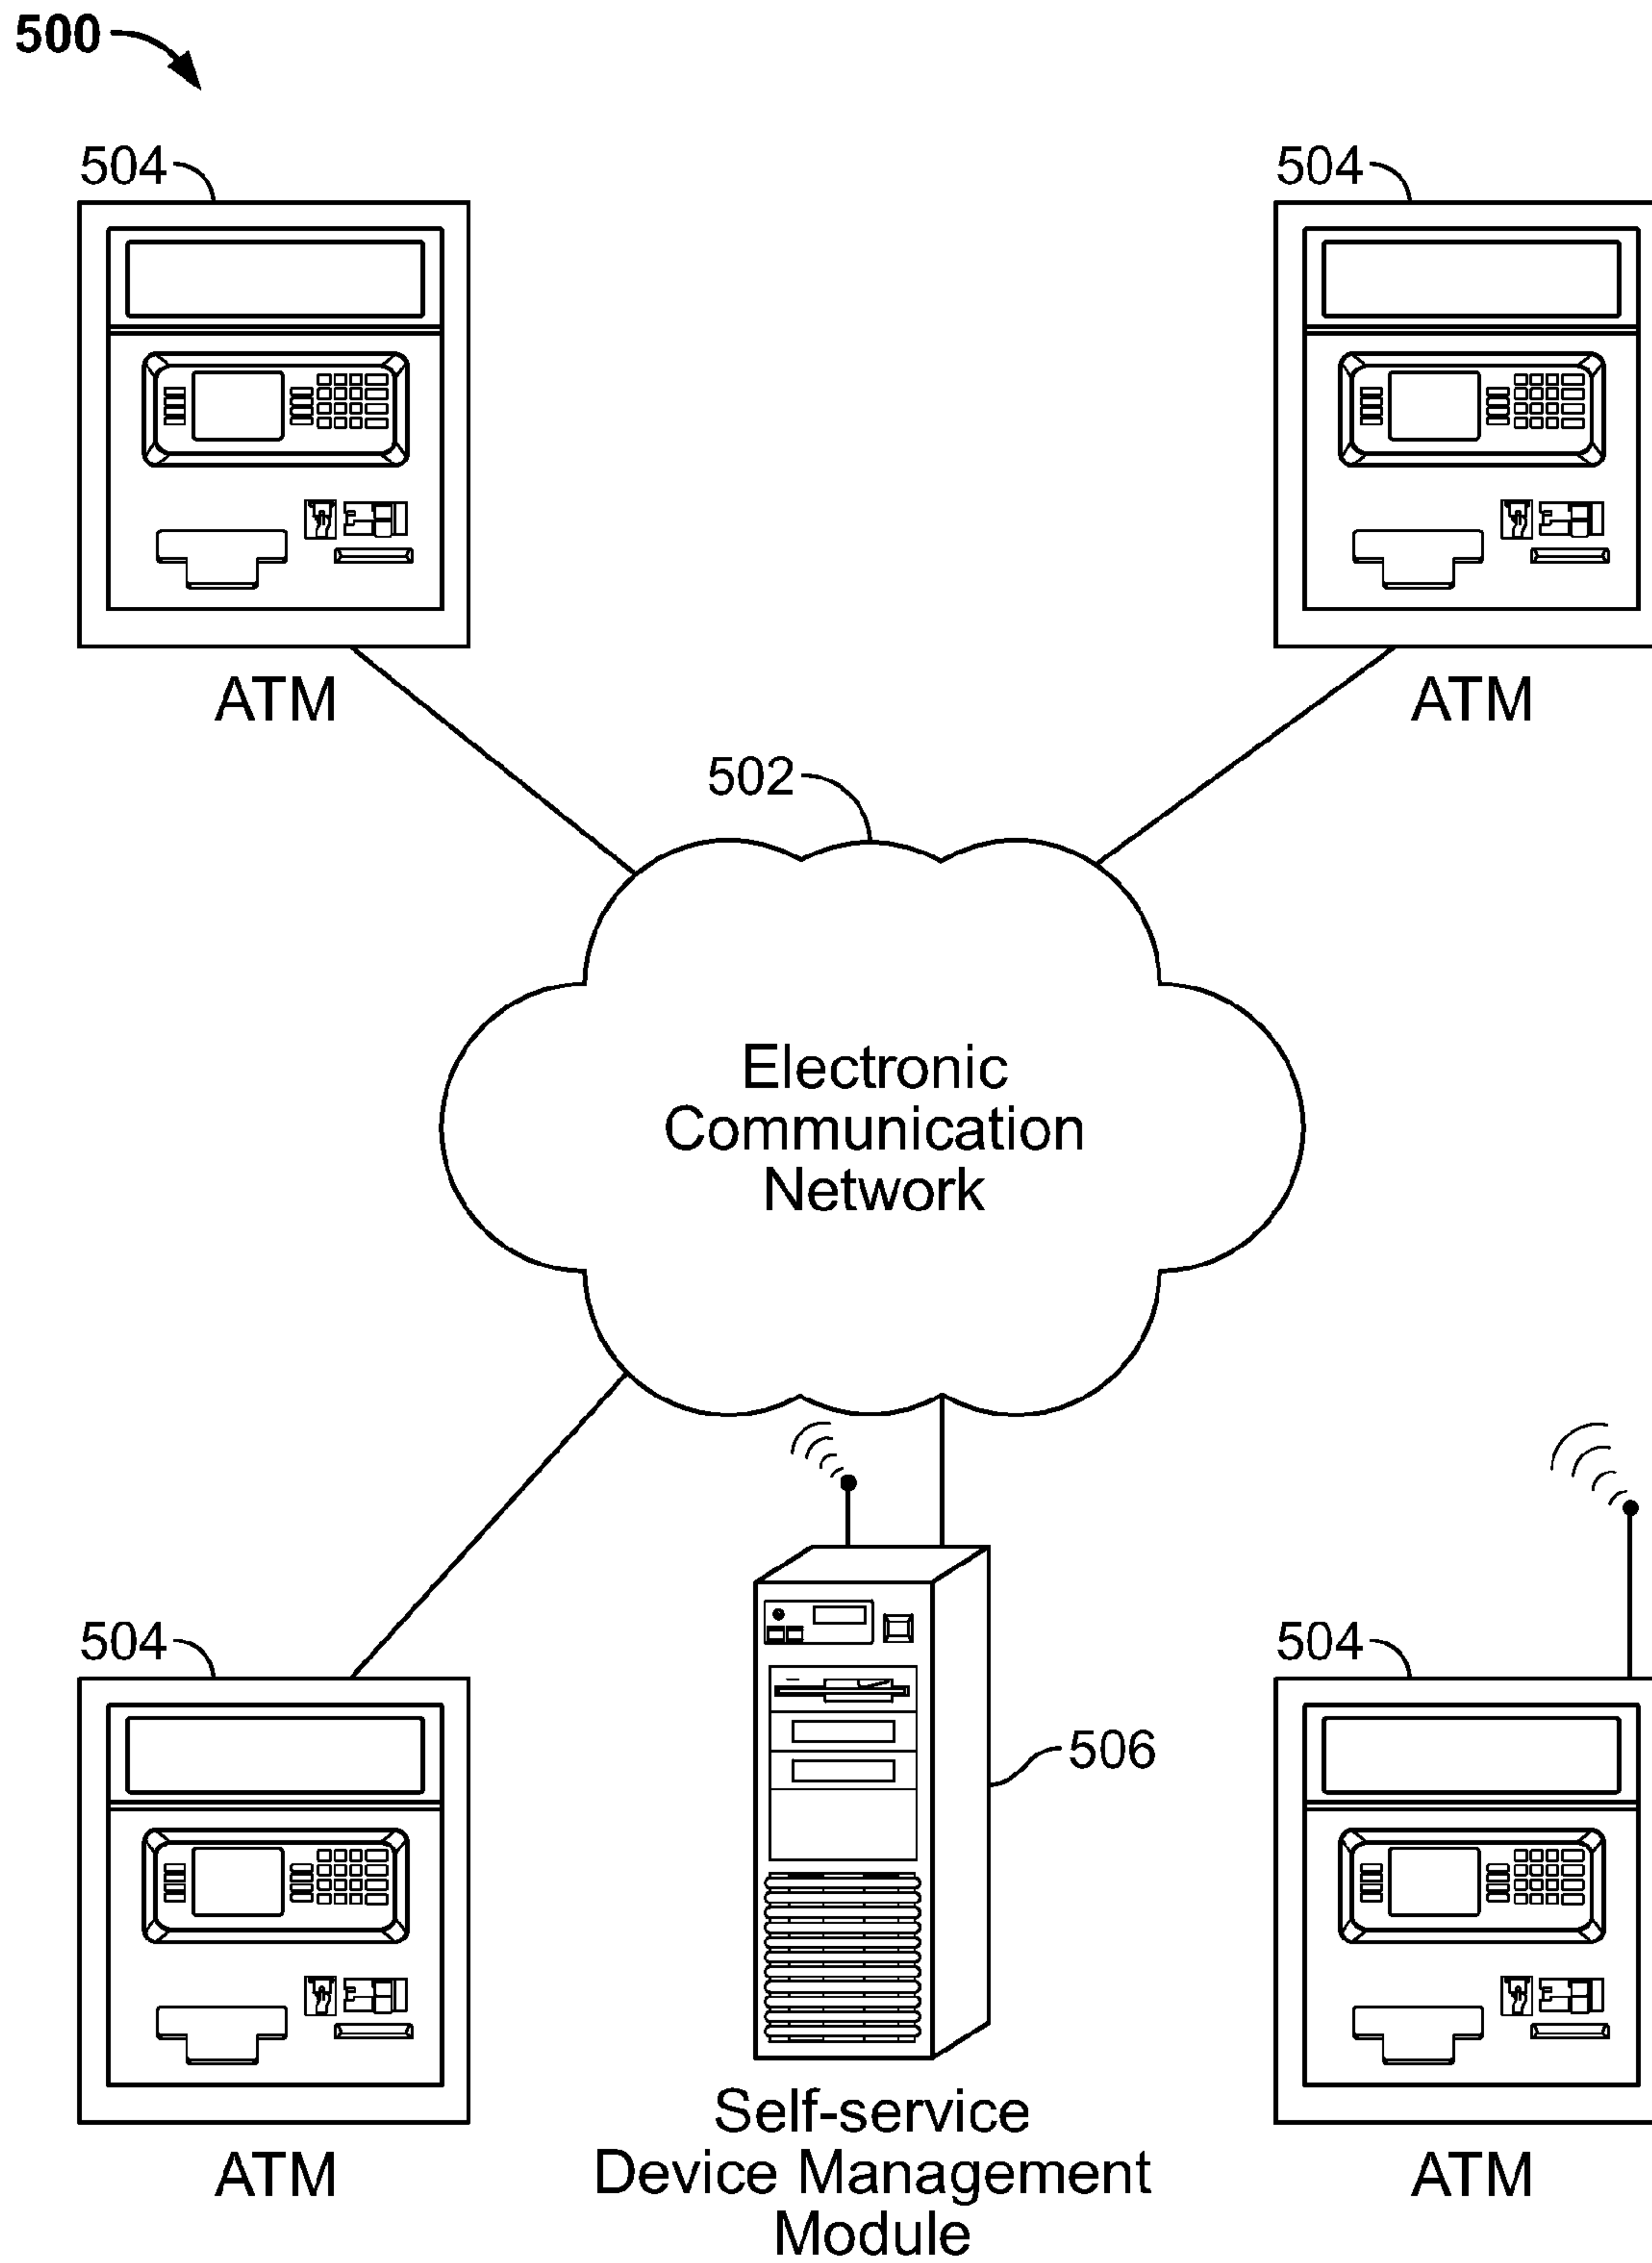 500
504
504
ATM
ATM
502
Electronic
Communication
Network
504
504
506
ATM
Self-service
Device Management
Module
ATM